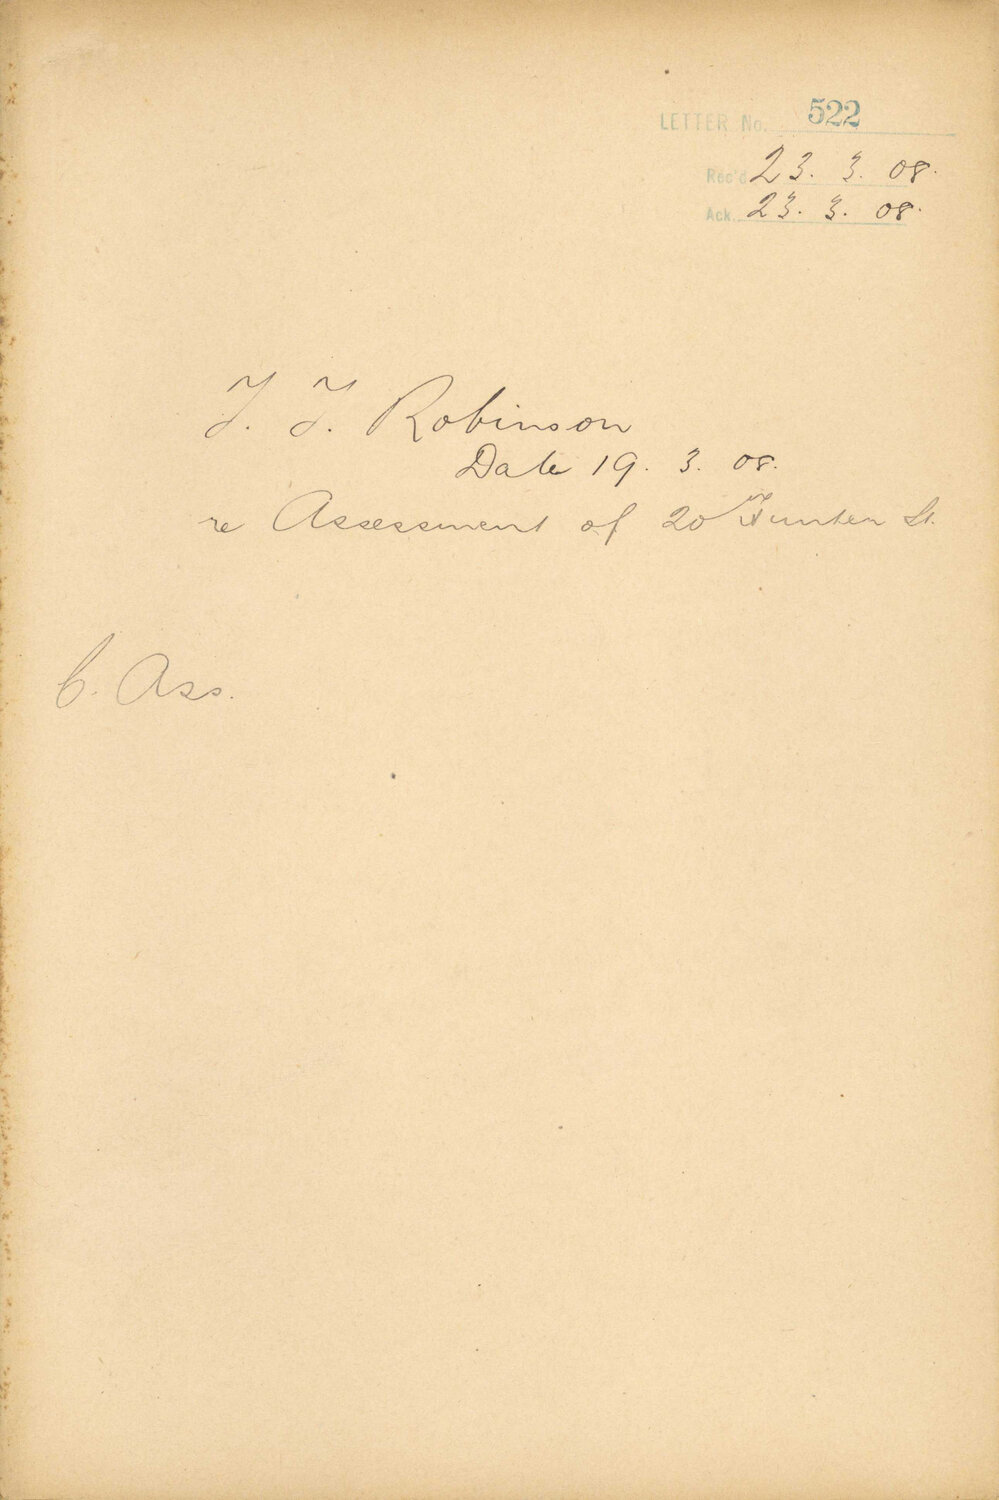 LETTER No. 522
Rec'd 23. 3. 08.
Ack. 23. 3. 08.
T. T. Robinson
Date 19. 3. 08.
re Assessment of 20 Hunter St.
C. Ass.